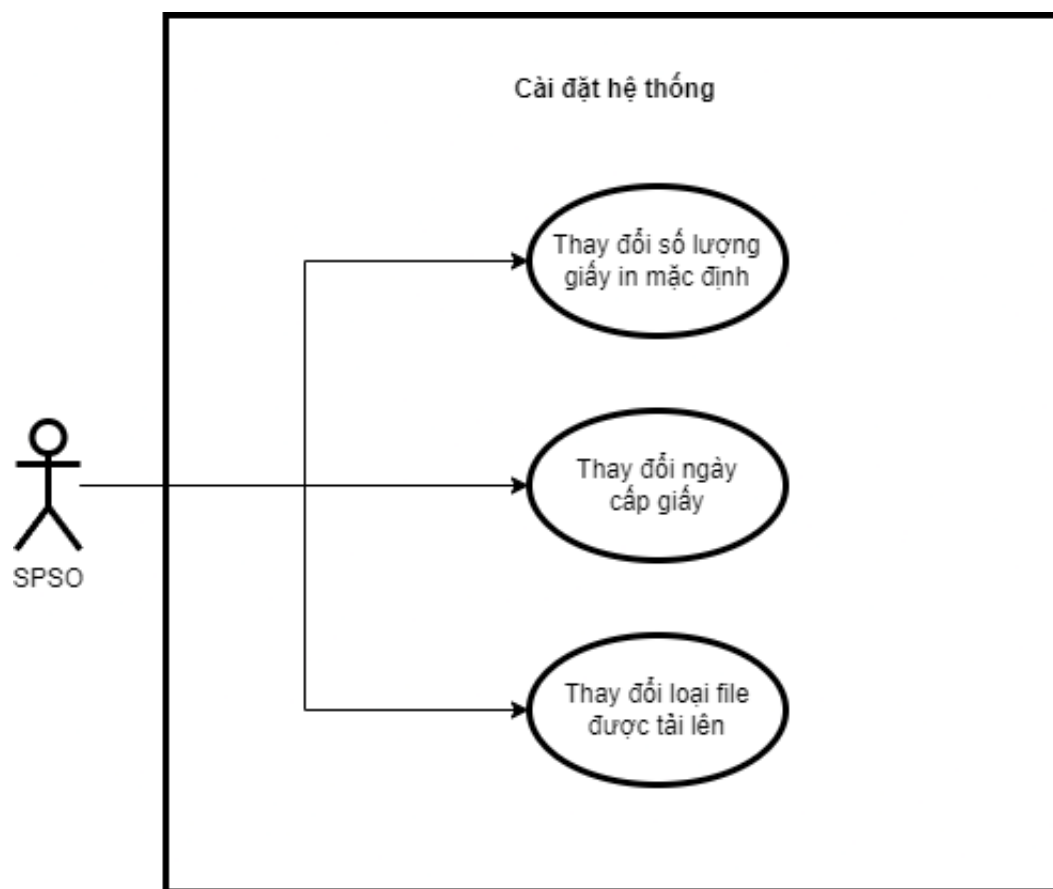 Cài đặt hệ thống
Thay đổi số lượng
giấy in mặc định
Thay đổi ngày
cấp giấy
SPSO
Thay đổi loại file
được tải lên